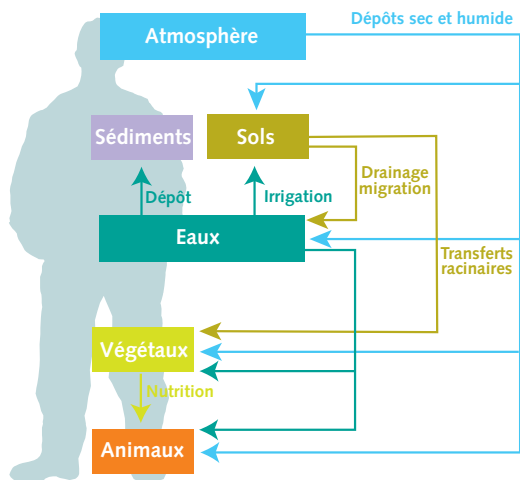 Dépôts sec et humide
Atmosphère
Sédiments
Sols
Drainage
migration
Dépôt
Irrigation
Eaux
Transferts
racinaires
Végétaux
Nutrition
Animaux